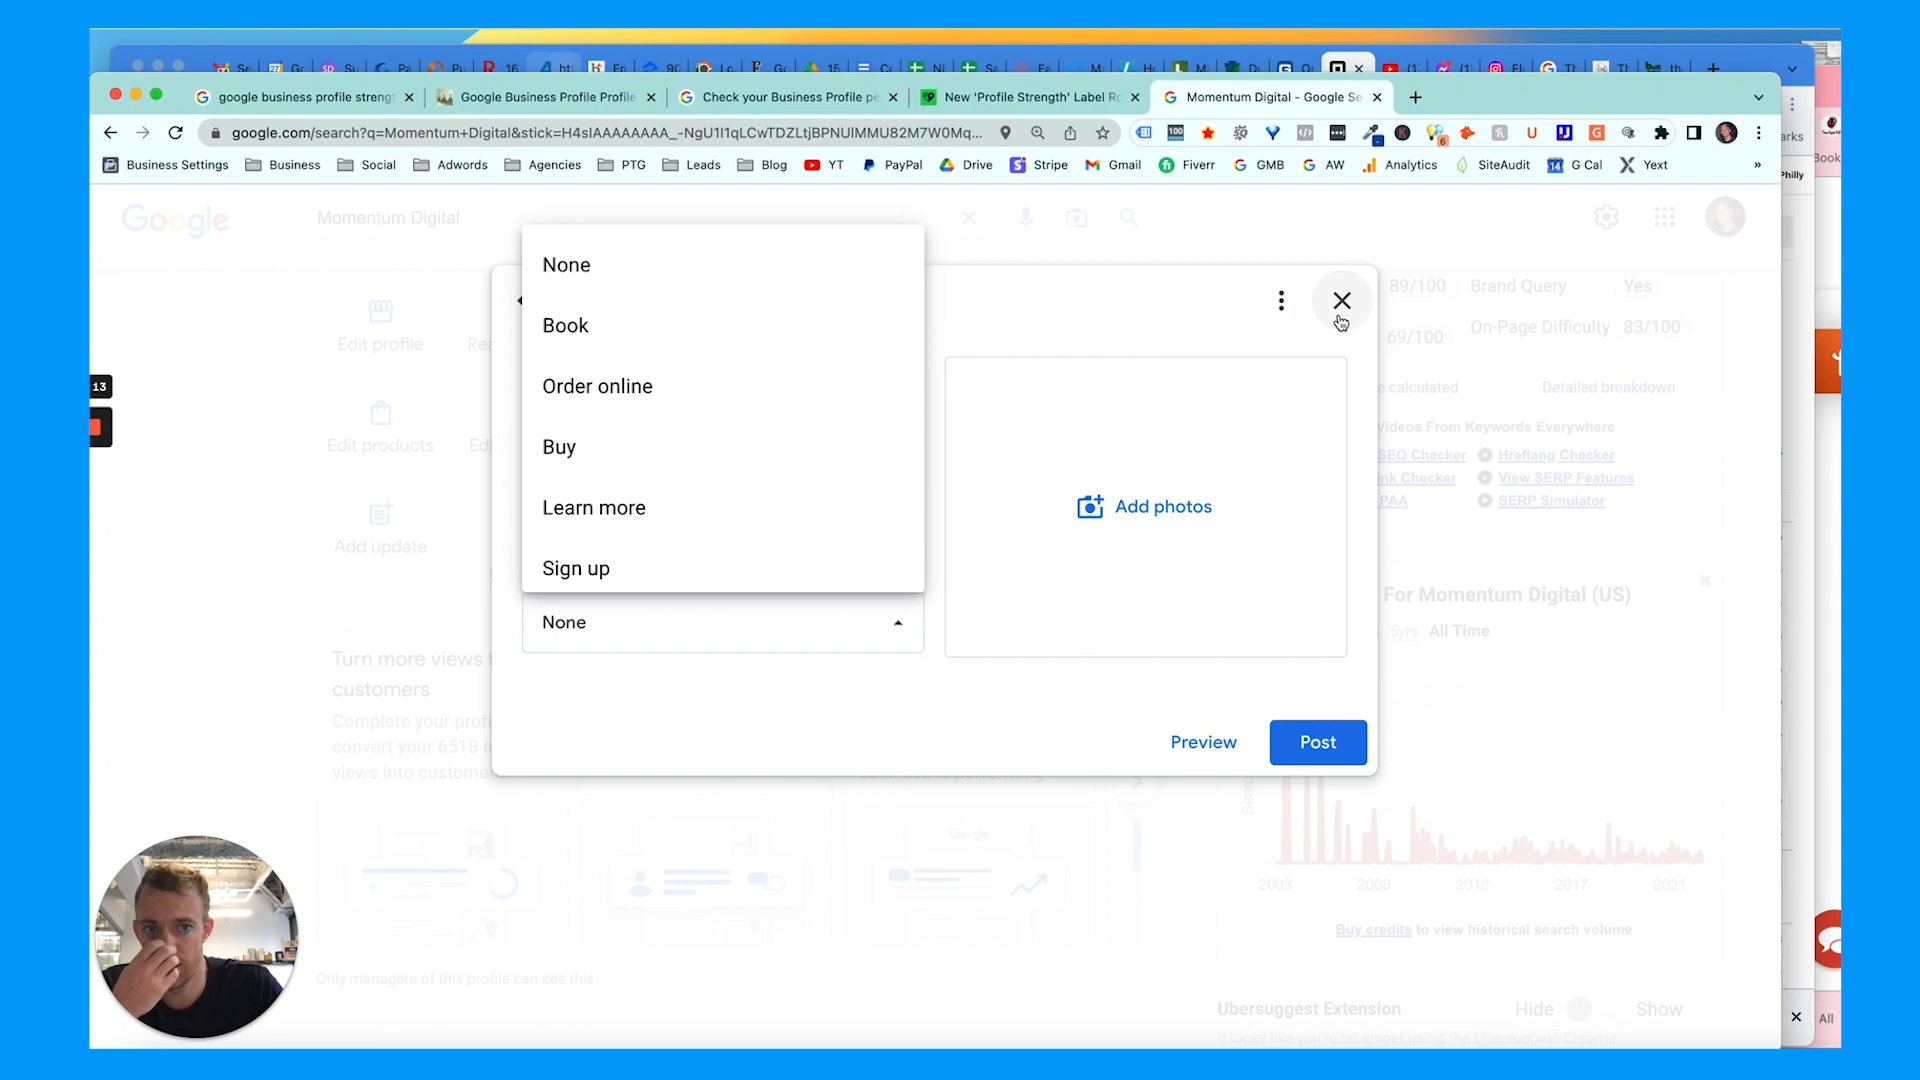 google business profile strengt
Google Business Profile Profile
Check your Business Profile pe
New 'Profile Strength' Label Ro
Momentum Digital - Google Se
google.com/search?q=Momentum+Digital&stick=H4sIAAAAAAAA_-NgU1I1qLCwTDZLtjBPNUlMMU82M7W0Mq...
Business Settings
Business
Social
Adwords
Agencies
PTG
Leads
Blog
YT
PayPal
Drive
Stripe
Gmail
Fiverr
GMB
AW
Analytics
SiteAudit
G Cal
Yext
»
Philly
Google
Momentum Digital
None
Book
Order online
Buy
Learn more
Sign up
None
Add photos
Preview
Post
Edit profile
Edit products
Add update
13
89/100
Brand Query
Yes
69/100
On-Page Difficulty
83/100
e calculated
Detailed breakdown
Videos From Keywords Everywhere
SEO Checker
Hreflang Checker
nk Checker
View SERP Features
PAA
SERP Simulator
For Momentum Digital (US)
5yrs
All Time
Turn more views
customers
Complete your prof
convert your 6518
views into custome
2003
2008
2012
2017
2021
Buy credits to view historical search volume
Only managers of this profile can see this
Ubersuggest Extension
Hide
Show
All